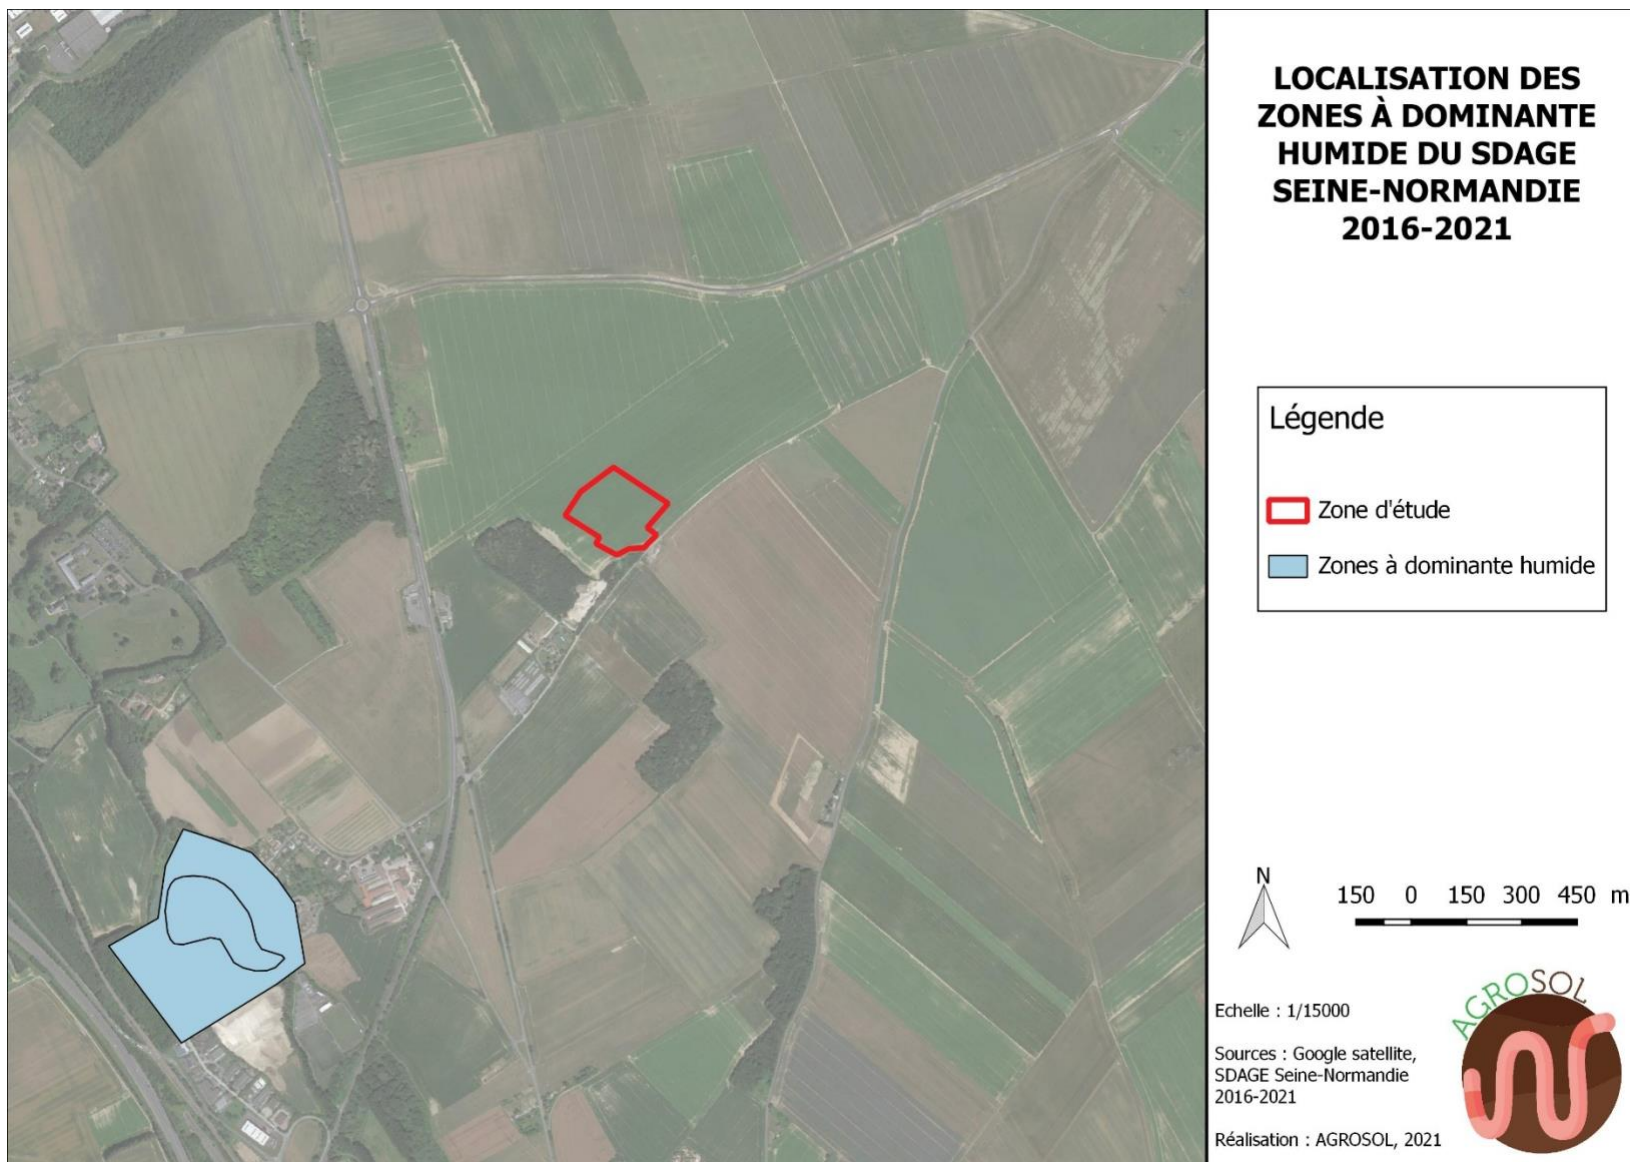 LOCALISATION DES
ZONES À DOMINANTE
HUMIDE DU SDAGE
SEINE-NORMANDIE
2016-2021
Légende
Zone d'étude
Zones à dominante humide
N
150 0 150 300 450 m
Echelle : 1/15000
Sources : Google satellite,
SDAGE Seine-Normandie
2016-2021
Réalisation : AGROSOL, 2021
AGROSOL